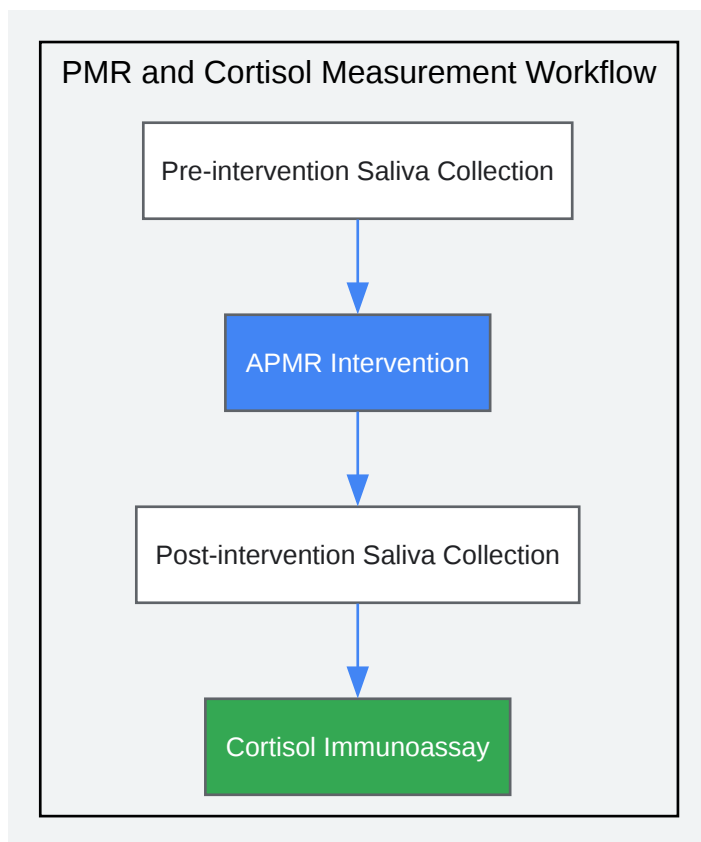 PMR and Cortisol Measurement Workflow
Pre-intervention Saliva Collection
APMR Intervention
Post-intervention Saliva Collection
Cortisol Immunoassay